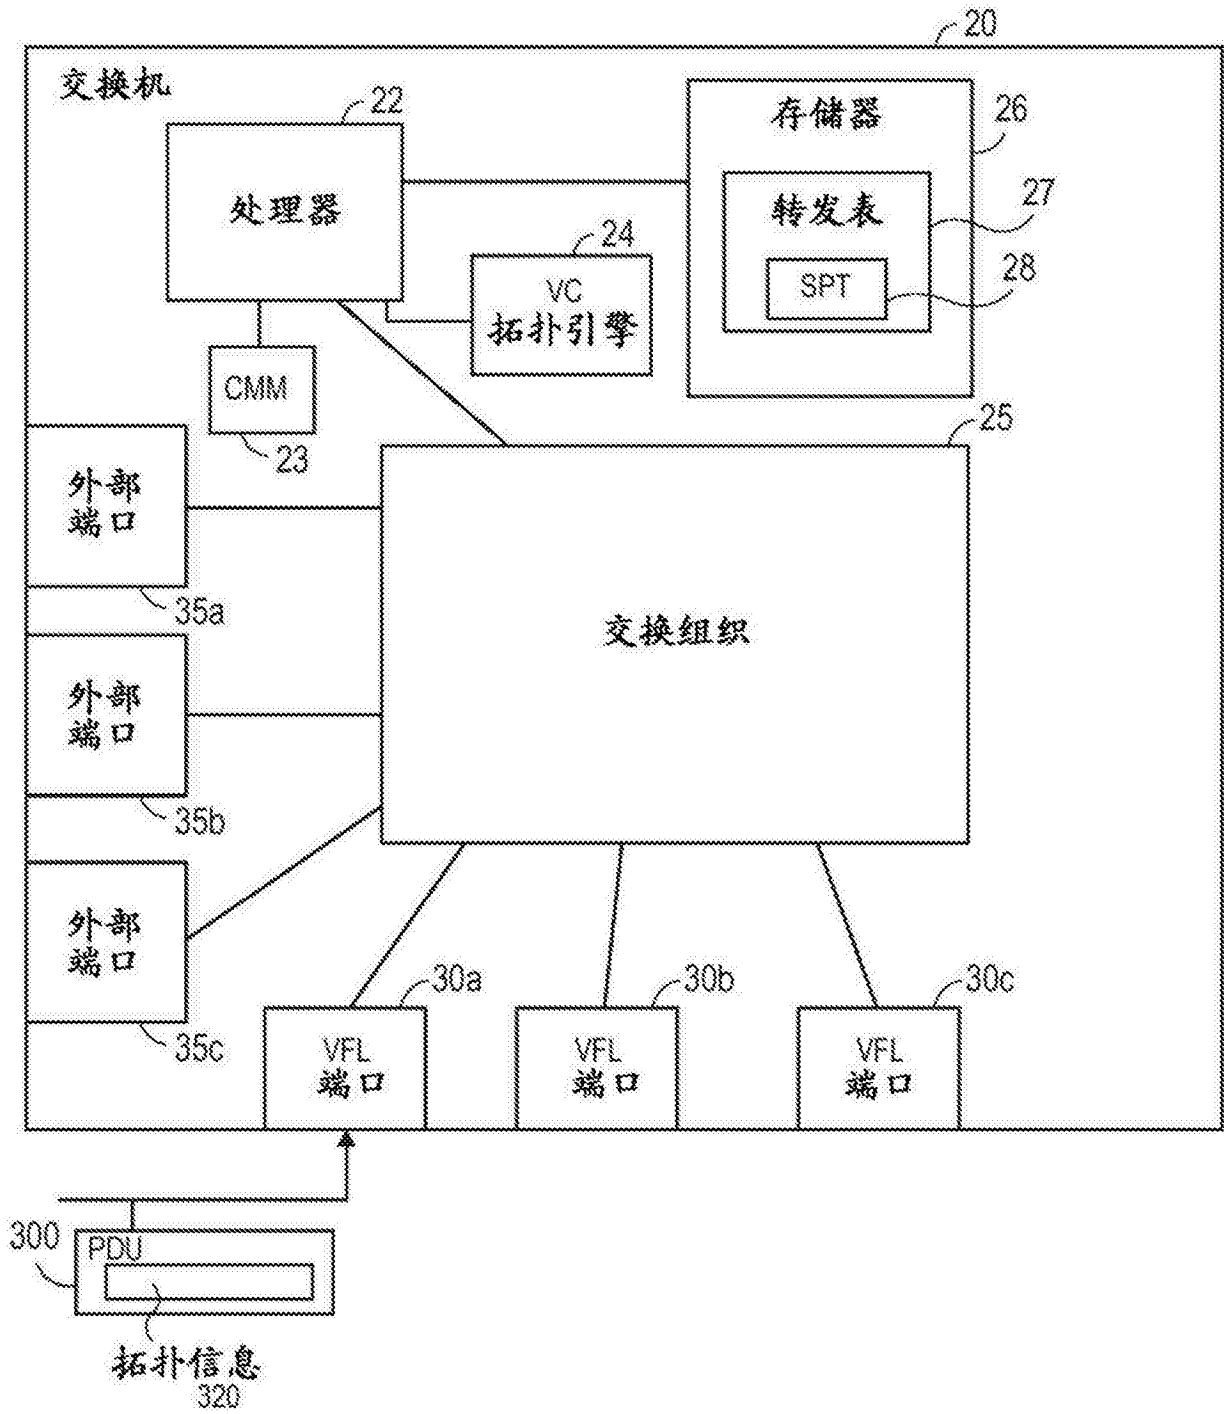 20
交换机
22
处理器
存储器
26
转发表
27
SPT
28
24
VC
拓扑引擎
CMM
23
25
外部
端口
35a
交换组织
外部
端口
35b
外部
端口
35c
30a
VFL
端口
30b
VFL
端口
30c
VFL
端口
300
PDU
拓扑信息
320